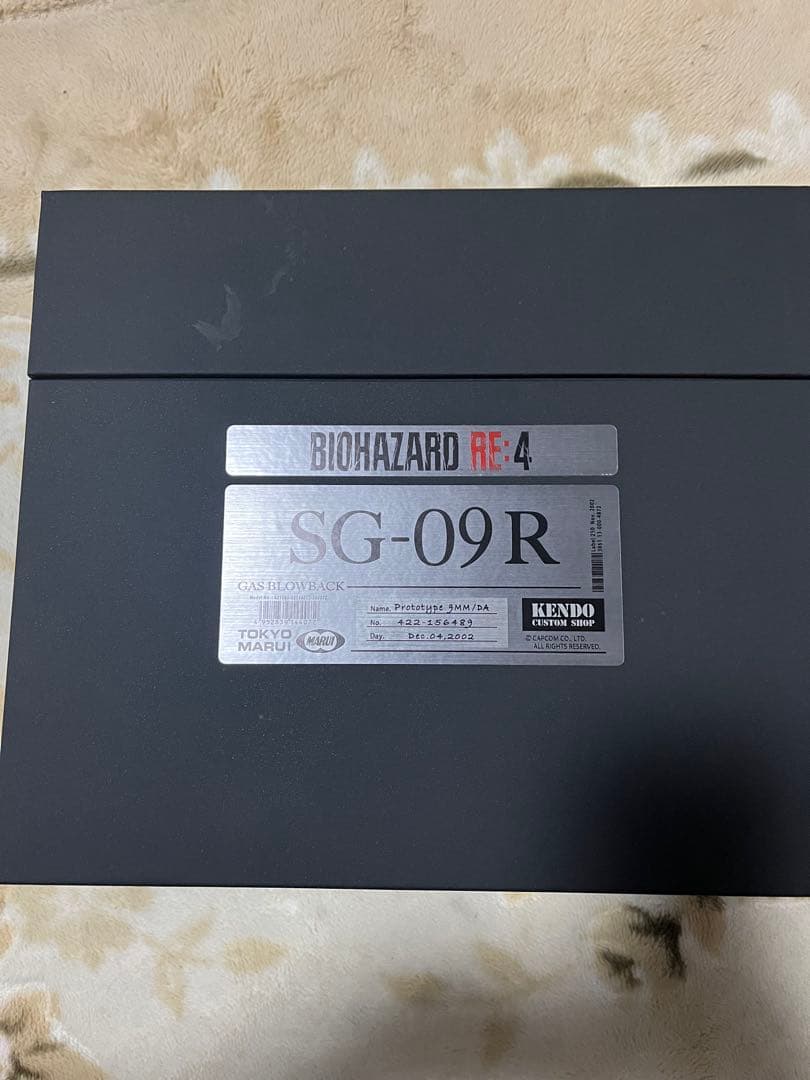 BIOHAZARD RE:4
SG-09 R
GAS BLOWBACK
Name. Prototype 9MM/DA
No. 422-156489
Day. Dec.04,2002
TOKYO
MARUI
MARUI
KENDO
CUSTOM SHOP
© CAPCOM CO., LTD.
ALL RIGHTS RESERVED.